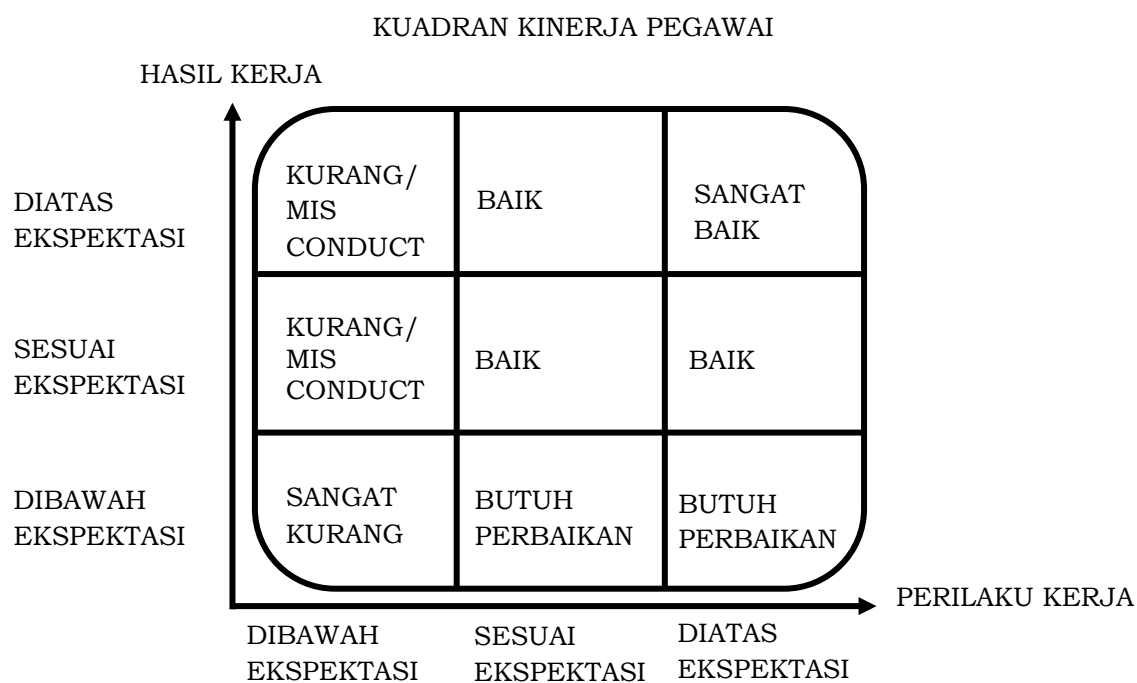 KUADRAN KINERJA PEGAWAI
HASIL KERJA
DIATAS
EKSPEKTASI
KURANG/
MIS
CONDUCT
BAIK
SANGAT
BAIK
SESUAI
EKSPEKTASI
KURANG/
MIS
CONDUCT
BAIK
BAIK
DIBAWAH
EKSPEKTASI
SANGAT
KURANG
BUTUH
PERBAIKAN
BUTUH
PERBAIKAN
PERILAKU KERJA
DIBAWAH
EKSPEKTASI
SESUAI
EKSPEKTASI
DIATAS
EKSPEKTASI